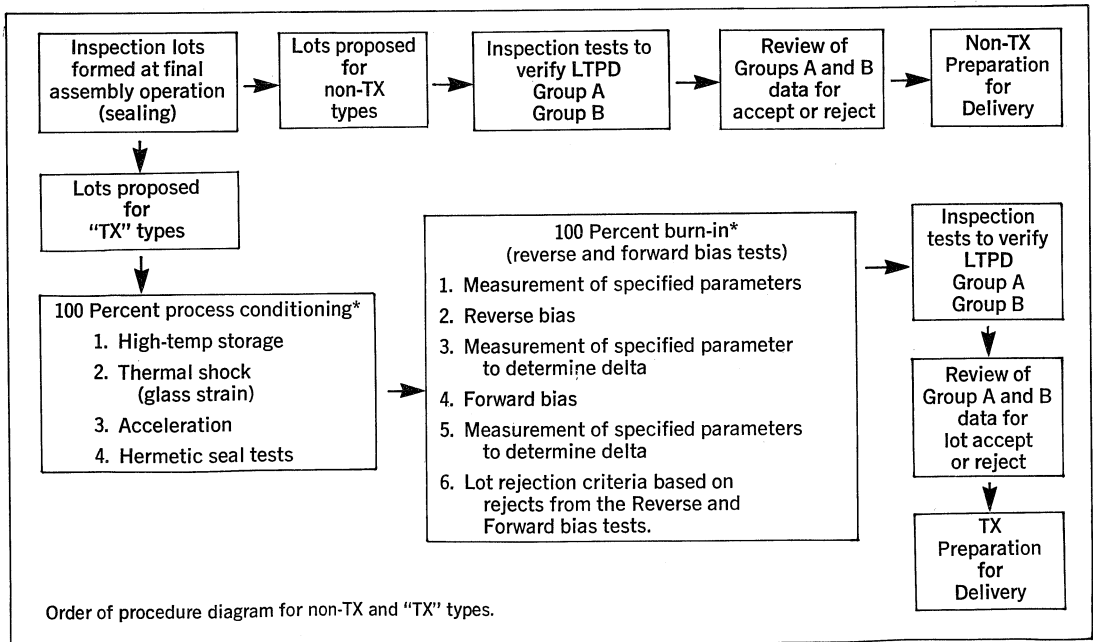 Inspection lots
formed at final
assembly operation
(sealing)
Lots proposed
for
non-TX
types
Inspection tests to
verify LTPD
Group A
Group B
Review of
Groups A and B
data for
accept or reject
Non-TX
Preparation
for
Delivery
Lots proposed
for
“TX” types
100 Percent process conditioning*
1. High-temp storage
2. Thermal shock
(glass strain)
3. Acceleration
4. Hermetic seal tests
100 Percent burn-in*
(reverse and forward bias tests)
1. Measurement of specified parameters
2. Reverse bias
3. Measurement of specified parameter
to determine delta
4. Forward bias
5. Measurement of specified parameters
to determine delta
6. Lot rejection criteria based on
rejects from the Reverse and
Forward bias tests.
Inspection
tests to verify
LTPD
Group A
Group B
Review of
Group A and B
data for
lot accept
or reject
TX
Preparation
for
Delivery
Order of procedure diagram for non-TX and “TX” types.